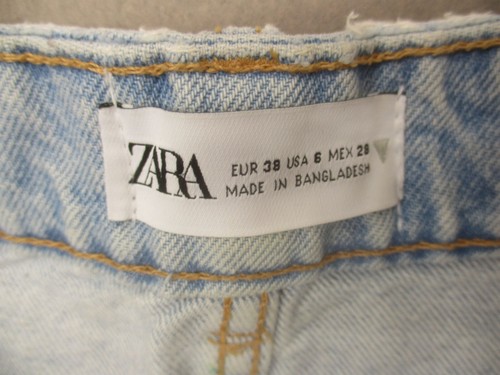 ZARA
EUR 38 USA 6 MEX 28
MADE IN BANGLADESH